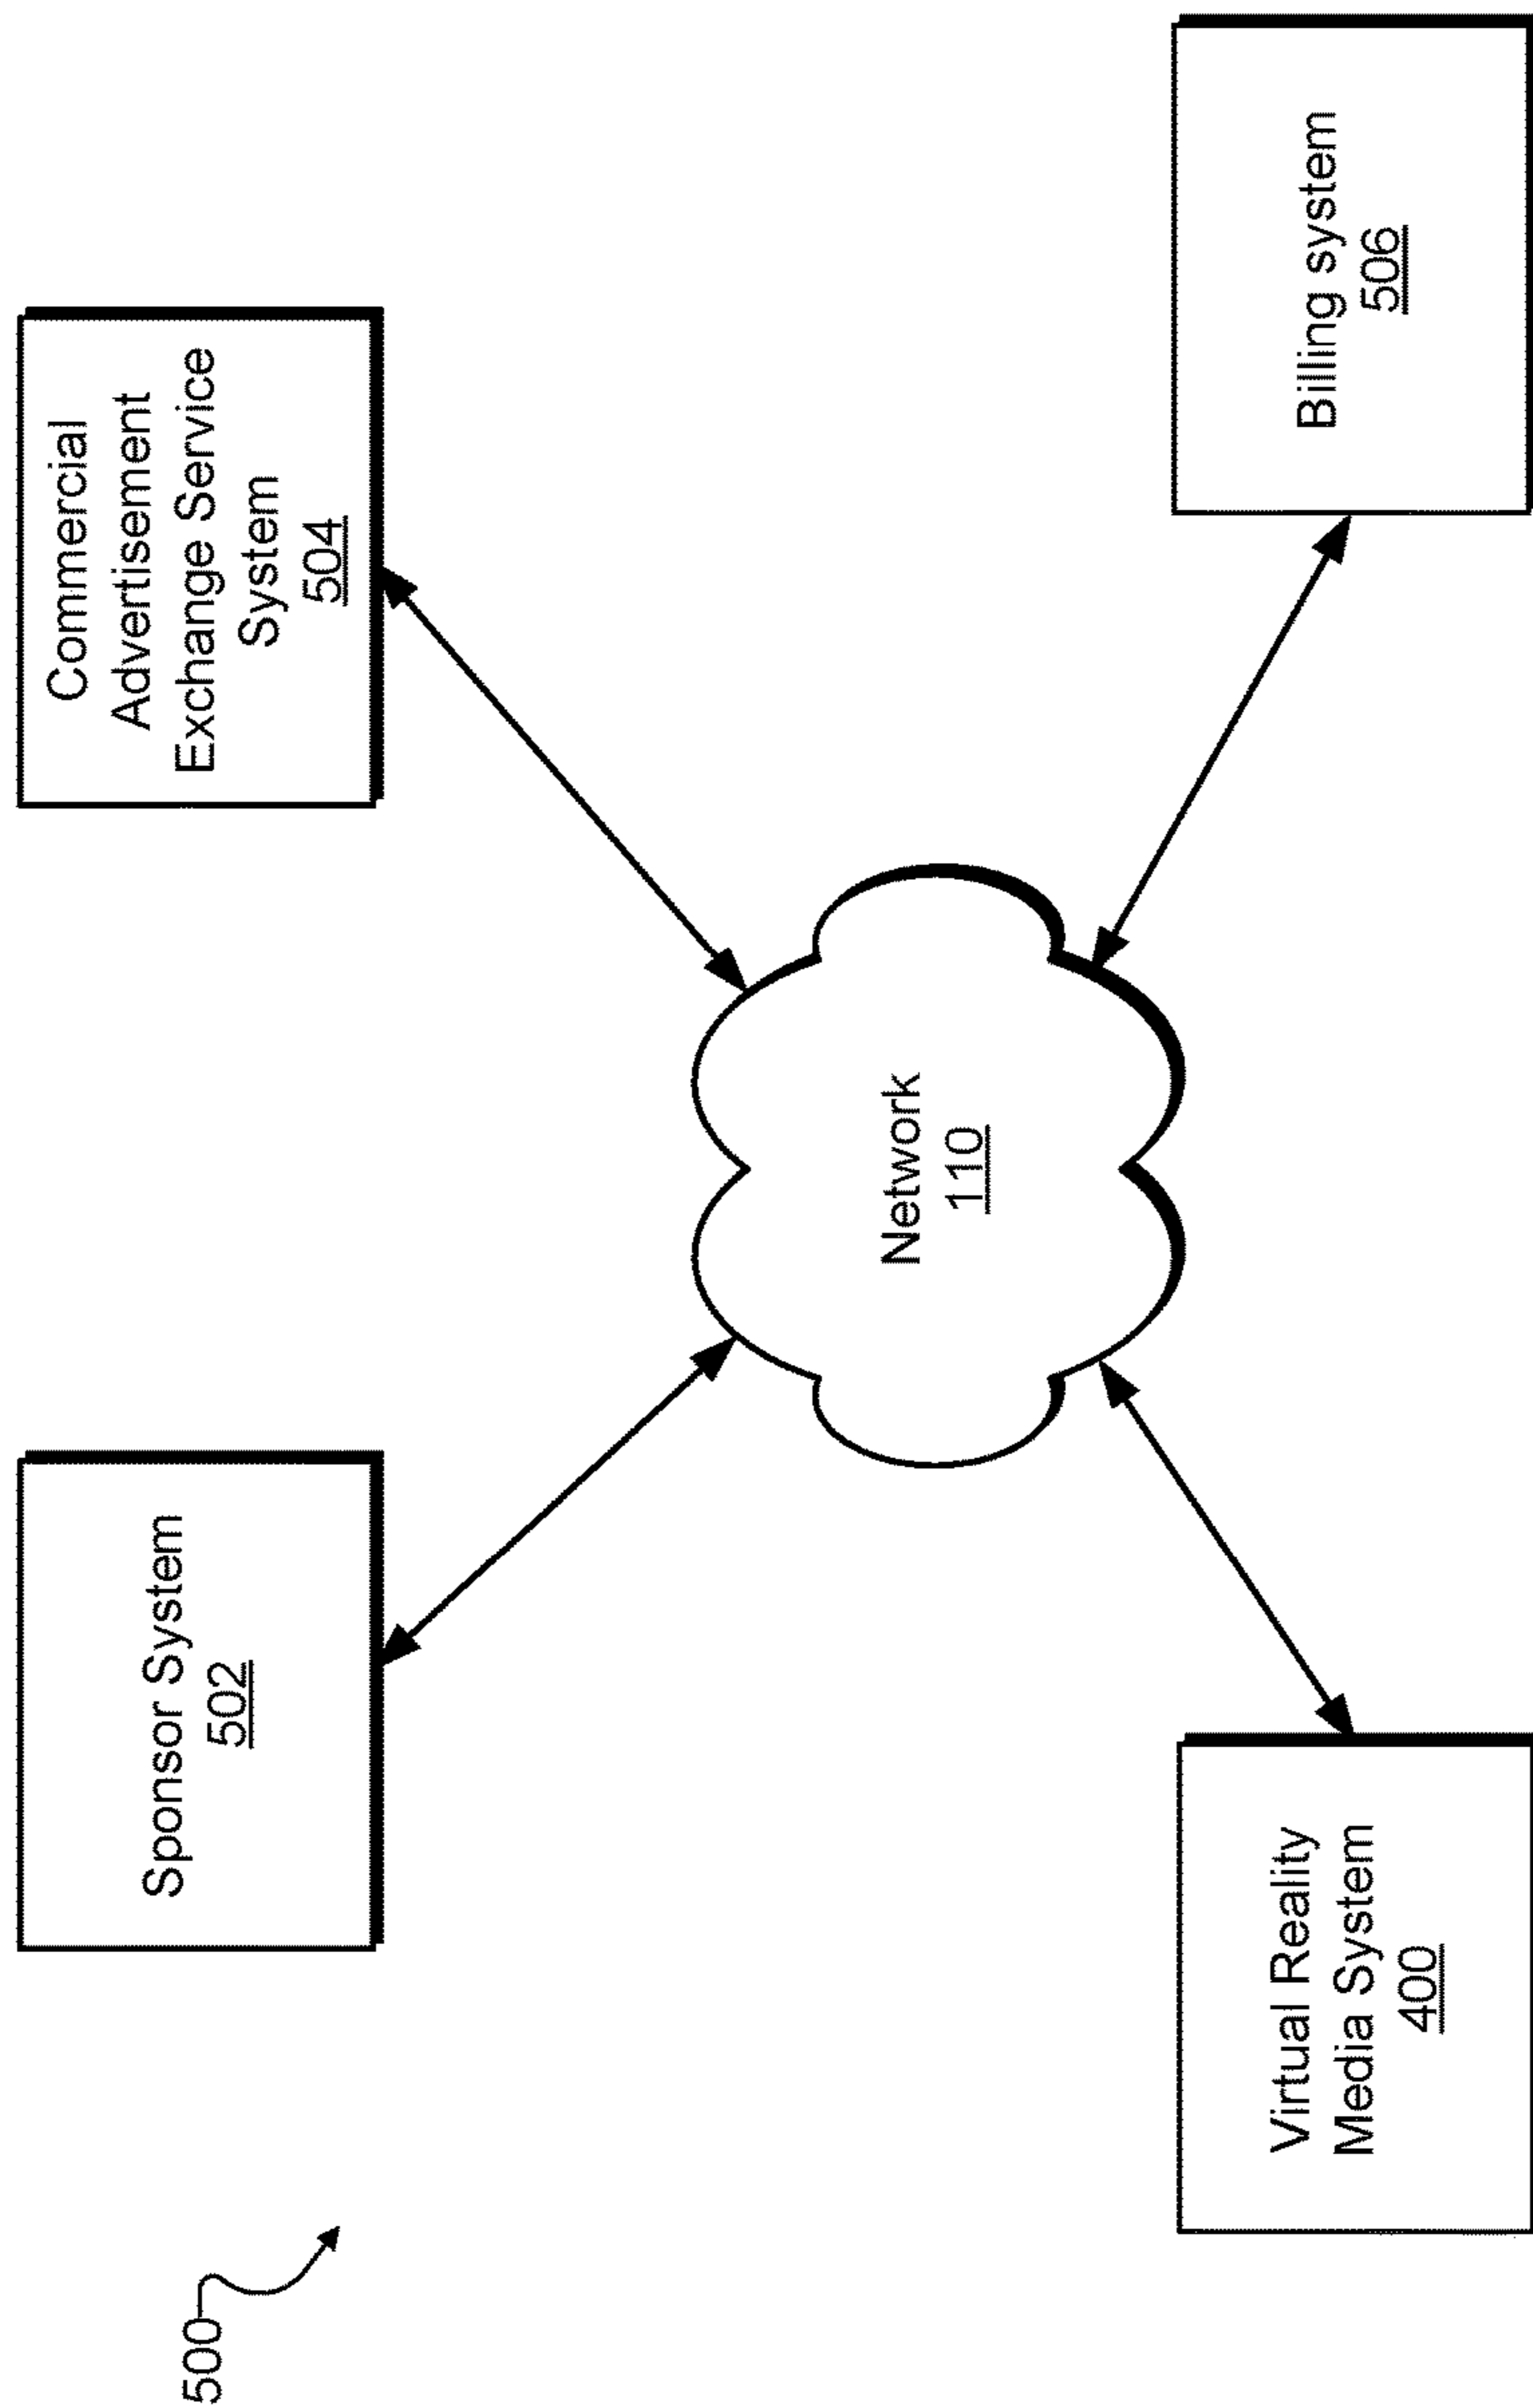 500
Sponsor System
502
Commercial
Advertisement
Exchange Service
System
504
Network
110
Virtual Reality
Media System
400
Billing system
506